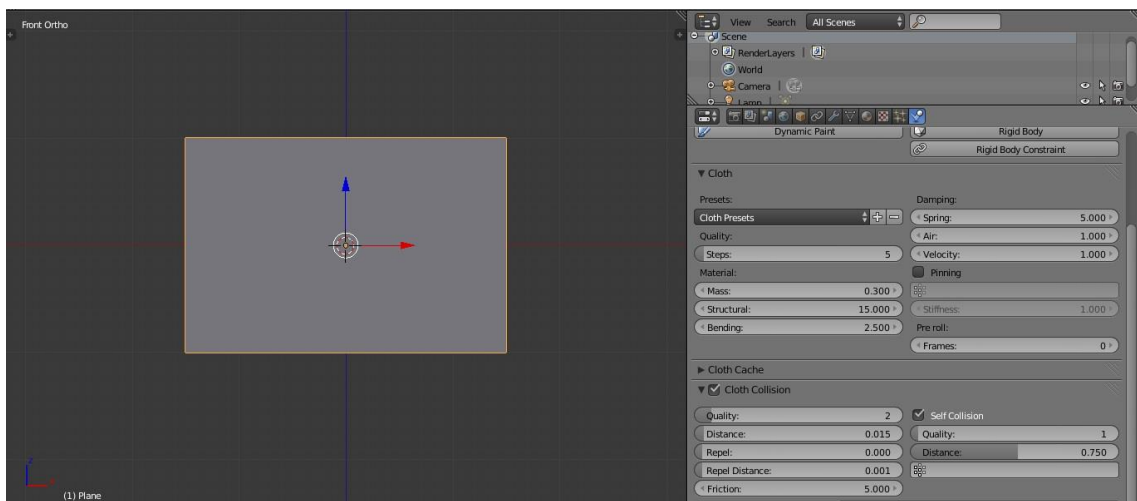 Front Ortho
(1) Plane
z
View Search All Scenes
Scene
RenderLayers
World
Camera
Lamp
Dynamic Paint Rigid Body
Rigid Body Constraint
Cloth
Presets: Damping:
Cloth Presets Spring: 5.000
Quality: Air: 1.000
Steps: 5 Velocity: 1.000
Material: Pinning
Mass: 0.300
Structural: 15.000 Stiffness: 1.000
Bending: 2.500 Pre roll:
Frames: 0
Cloth Cache
Cloth Collision
Quality: 2 Self Collision
Distance: 0.015 Quality: 1
Repel: 0.000 Distance: 0.750
Repel Distance: 0.001
Friction: 5.000